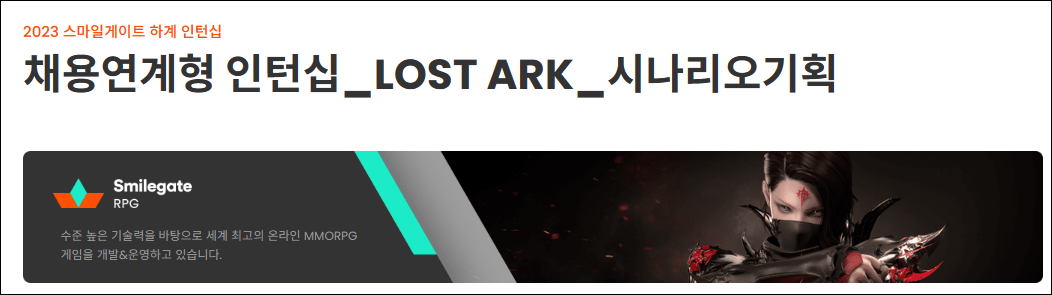 2023 스마일게이트 하계 인턴십
채용연계형 인턴십_LOST ARK_시나리오기획
Smilegate
RPG
수준 높은 기술력을 바탕으로 세계 최고의 온라인 MMORPG
게임을 개발&운영하고 있습니다.